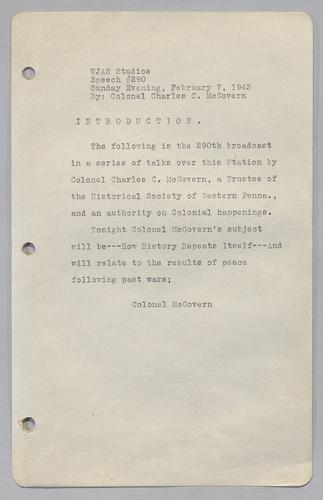 WJAS Studios
Speech #290
Sunday Evening, February 7, 1943
By: Colonel Charles C. McGovern
I N T R O D U C T I O N .
The following is the 290th broadcast
in a series of talks over this Station by
Colonel Charles C. McGovern, a Trustee of
the Historical Society of Western Penna.,
and an authority on Colonial happenings.
Tonight Colonel McGovern's subject
will be---How History Repeats Itself---And
will relate to the results of peace
following past wars;
Colonel McGovern